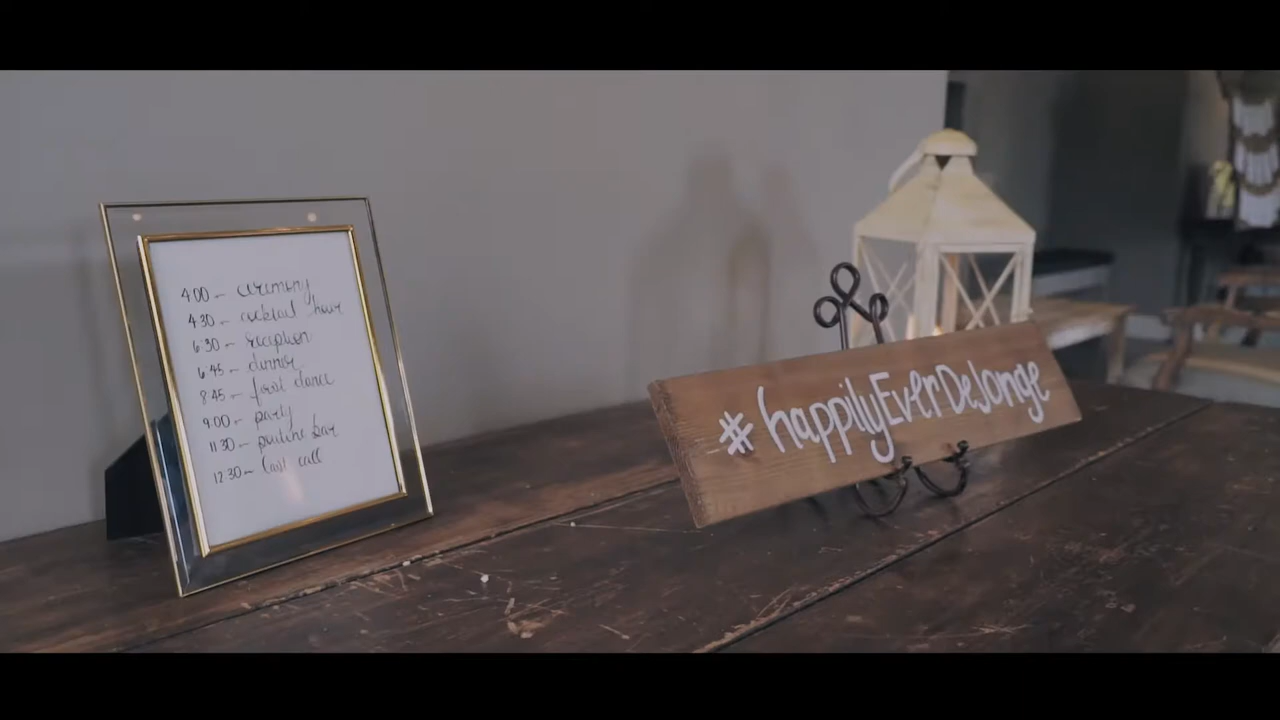 4:00 - ceremony
4:30 - cocktail hour
6:30 - reception
6:45 - dinner
8:45 - first dance
9:00 - party
11:30 - poutine bar
12:30 - last call
#happilyEverDeJonge